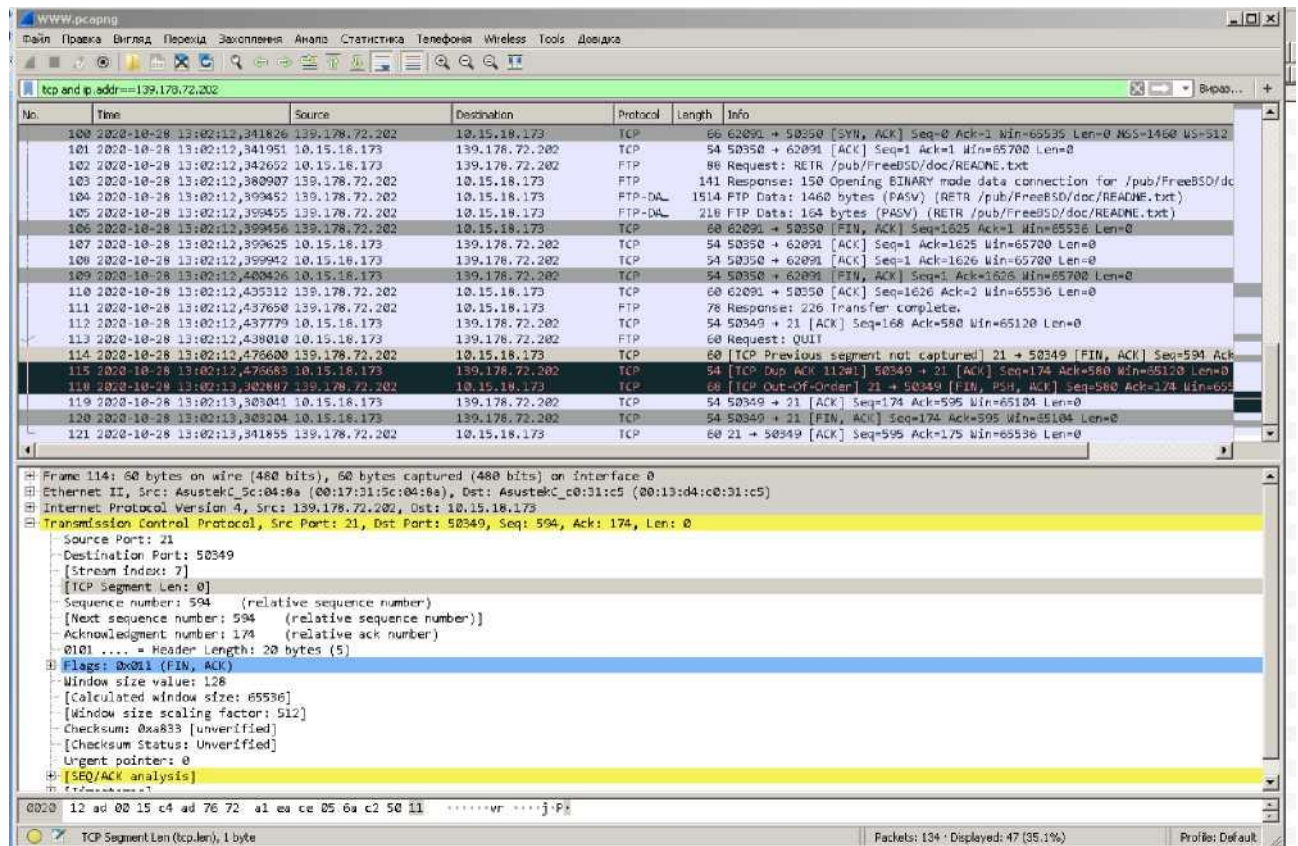 WWW.pcapng
Файл Правка Вигляд Перехід Захоплення Аналіз Статистика Телефонія Wireless Tools Довідка
tcp and ip.addr==139.178.72.202 Вираз... +
No. Time Source Destination Protocol Length Info
100 2020-10-28 13:02:12,341826 139.178.72.202 10.15.18.173 TCP 66 62091 → 50350 [SYN, ACK] Seq=0 Ack=1 Win=65535 Len=0 MSS=1460 WS=512
101 2020-10-28 13:02:12,341951 10.15.18.173 139.178.72.202 TCP 54 50350 → 62091 [ACK] Seq=1 Ack=1 Win=65700 Len=0
102 2020-10-28 13:02:12,342652 10.15.18.173 139.178.72.202 FTP 88 Request: RETR /pub/FreeBSD/doc/README.txt
103 2020-10-28 13:02:12,380907 139.178.72.202 10.15.18.173 FTP 141 Response: 150 Opening BINARY mode data connection for /pub/FreeBSD/dc
104 2020-10-28 13:02:12,399452 139.178.72.202 10.15.18.173 FTP-DA… 1514 FTP Data: 1460 bytes (PASV) (RETR /pub/FreeBSD/doc/README.txt)
105 2020-10-28 13:02:12,399455 139.178.72.202 10.15.18.173 FTP-DA… 218 FTP Data: 164 bytes (PASV) (RETR /pub/FreeBSD/doc/README.txt)
106 2020-10-28 13:02:12,399456 139.178.72.202 10.15.18.173 TCP 60 62091 → 50350 [FIN, ACK] Seq=1625 Ack=1 Win=65536 Len=0
107 2020-10-28 13:02:12,399625 10.15.18.173 139.178.72.202 TCP 54 50350 → 62091 [ACK] Seq=1 Ack=1625 Win=65700 Len=0
108 2020-10-28 13:02:12,399942 10.15.18.173 139.178.72.202 TCP 54 50350 → 62091 [ACK] Seq=1 Ack=1626 Win=65700 Len=0
109 2020-10-28 13:02:12,400426 10.15.18.173 139.178.72.202 TCP 54 50350 → 62091 [FIN, ACK] Seq=1 Ack=1626 Win=65700 Len=0
110 2020-10-28 13:02:12,435312 139.178.72.202 10.15.18.173 TCP 60 62091 → 50350 [ACK] Seq=1626 Ack=2 Win=65536 Len=0
111 2020-10-28 13:02:12,437650 139.178.72.202 10.15.18.173 FTP 78 Response: 226 Transfer complete.
112 2020-10-28 13:02:12,437779 10.15.18.173 139.178.72.202 TCP 54 50349 → 21 [ACK] Seq=168 Ack=580 Win=65120 Len=0
113 2020-10-28 13:02:12,438010 10.15.18.173 139.178.72.202 FTP 60 Request: QUIT
114 2020-10-28 13:02:12,476600 139.178.72.202 10.15.18.173 TCP 60 [TCP Previous segment not captured] 21 → 50349 [FIN, ACK] Seq=594 Ack
115 2020-10-28 13:02:12,476683 10.15.18.173 139.178.72.202 TCP 54 [TCP Dup ACK 112#1] 50349 → 21 [ACK] Seq=174 Ack=580 Win=65120 Len=0
118 2020-10-28 13:02:13,302887 139.178.72.202 10.15.18.173 TCP 68 [TCP Out-Of-Order] 21 → 50349 [FIN, PSH, ACK] Seq=580 Ack=174 Win=655
119 2020-10-28 13:02:13,303041 10.15.18.173 139.178.72.202 TCP 54 50349 → 21 [ACK] Seq=174 Ack=595 Win=65104 Len=0
120 2020-10-28 13:02:13,303204 10.15.18.173 139.178.72.202 TCP 54 50349 → 21 [FIN, ACK] Seq=174 Ack=595 Win=65104 Len=0
121 2020-10-28 13:02:13,341855 139.178.72.202 10.15.18.173 TCP 60 21 → 50349 [ACK] Seq=595 Ack=175 Win=65536 Len=0
Frame 114: 60 bytes on wire (480 bits), 60 bytes captured (480 bits) on interface 0
Ethernet II, Src: AsustekC_5c:04:8a (00:17:31:5c:04:8a), Dst: AsustekC_c0:31:c5 (00:13:d4:c0:31:c5)
Internet Protocol Version 4, Src: 139.178.72.202, Dst: 10.15.18.173
Transmission Control Protocol, Src Port: 21, Dst Port: 50349, Seq: 594, Ack: 174, Len: 0
Source Port: 21
Destination Port: 50349
[Stream index: 7]
[TCP Segment Len: 0]
Sequence number: 594 (relative sequence number)
[Next sequence number: 594 (relative sequence number)]
Acknowledgment number: 174 (relative ack number)
0101 .... = Header Length: 20 bytes (5)
Flags: 0x011 (FIN, ACK)
Window size value: 128
[Calculated window size: 65536]
[Window size scaling factor: 512]
Checksum: 0xa833 [unverified]
[Checksum Status: Unverified]
Urgent pointer: 0
[SEQ/ACK analysis]
[Timestamps]
0020 12 ad 00 15 c4 ad 76 72 a1 ea ce 05 6a c2 50 11 ······vr ····j·P·
TCP Segment Len (tcp.len), 1 byte Packets: 134 · Displayed: 47 (35.1%) Profile: Default